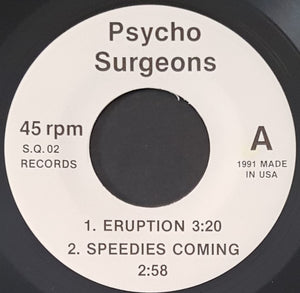 Psycho
Surgeons
45 rpm
S.Q. 02
RECORDS
A
1991 MADE
IN USA
1. ERUPTION 3:20
2. SPEEDIES COMING
2:58